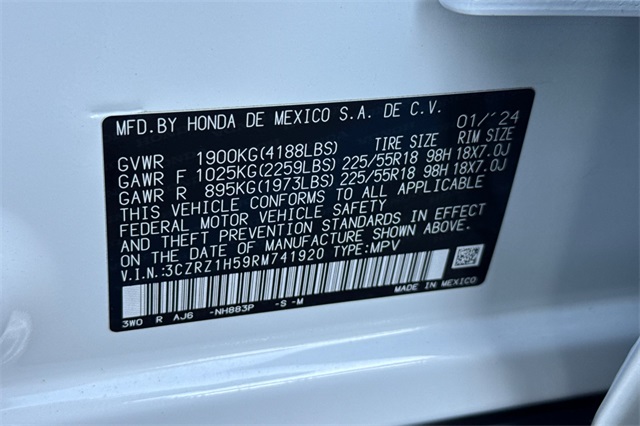 MFD.BY HONDA DE MEXICO S.A. DE C.V. 01/'24
TIRE SIZE RIM SIZE
GVWR 1900KG(4188LBS)
GAWR F 1025KG(2259LBS) 225/55R18 98H 18X7.0J
GAWR R 895KG(1973LBS) 225/55R18 98H 18X7.0J
THIS VEHICLE CONFORMS TO ALL APPLICABLE
FEDERAL MOTOR VEHICLE SAFETY
AND THEFT PREVENTION STANDARDS IN EFFECT
ON THE DATE OF MANUFACTURE SHOWN ABOVE.
V.I.N.:3CZRZ1H59RM741920 TYPE:MPV
3WO R AJ6 -NH883P -S-M MADE IN MEXICO